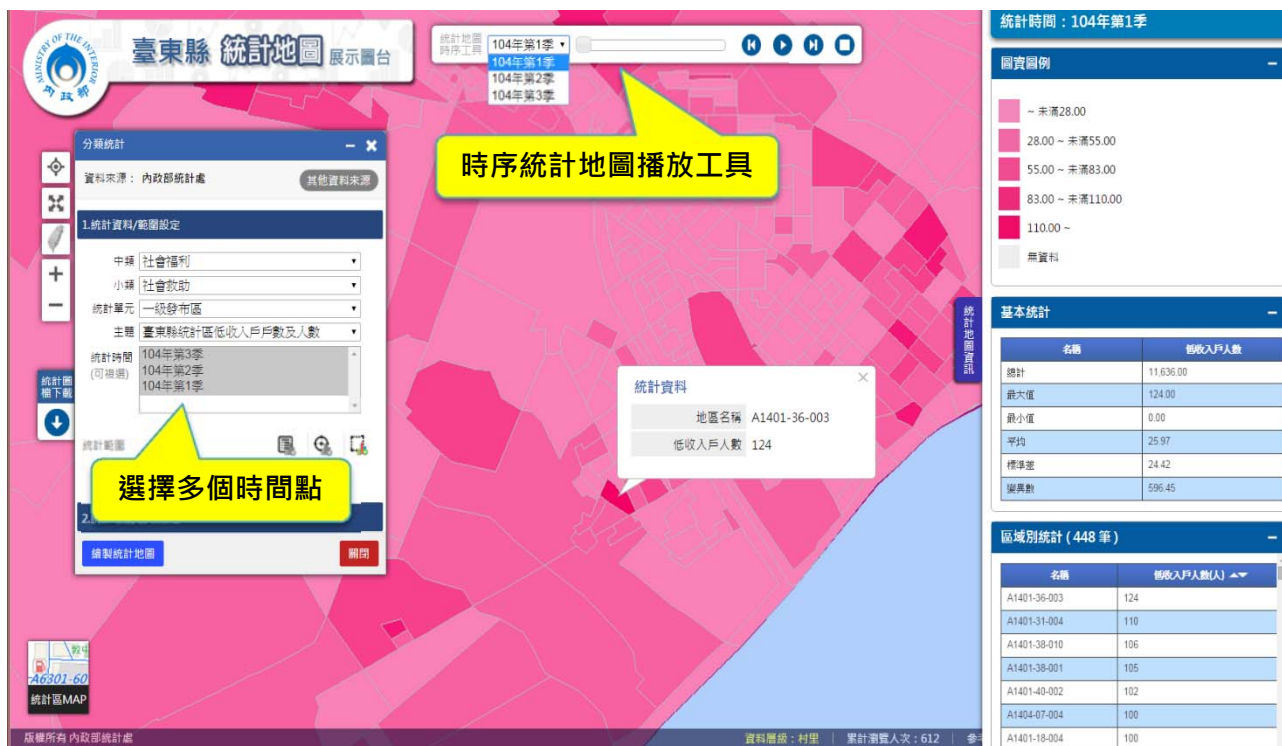 MINISTRY OF THE INTERIOR
內政部
臺東縣 統計地圖 展示圖台
統計地圖
時序工具
104年第1季
104年第1季
104年第2季
104年第3季
時序統計地圖播放工具
分類統計
資料來源： 內政部統計處
其他資料來源
1.統計資料/範圍設定
中類 社會福利
小類 社會救助
統計單元 一級發布區
主題 臺東縣統計區低收入戶戶數及人數
統計時間
(可複選)
104年第3季
104年第2季
104年第1季
統計範圍
選擇多個時間點
2.
繪製統計地圖
關閉
統計圖
檔下載
統計地圖資訊
統計資料
地區名稱 A1401-36-003
低收入戶人數 124
A6301-60
統計區MAP
版權所有 內政部統計處
資料層級：村里
累計瀏覽人次：612
統計時間：104年第1季
圖資圖例
~ 未滿28.00
28.00 ~ 未滿55.00
55.00 ~ 未滿83.00
83.00 ~ 未滿110.00
110.00 ~
無資料
基本統計
名稱 低收入戶人數
總計 11,636.00
最大值 124.00
最小值 0.00
平均 25.97
標準差 24.42
變異數 596.45
區域別統計 ( 448 筆 )
名稱 低收入戶人數(人)
A1401-36-003 124
A1401-31-004 110
A1401-38-010 106
A1401-38-001 105
A1401-40-002 102
A1404-07-004 100
A1401-18-004 100